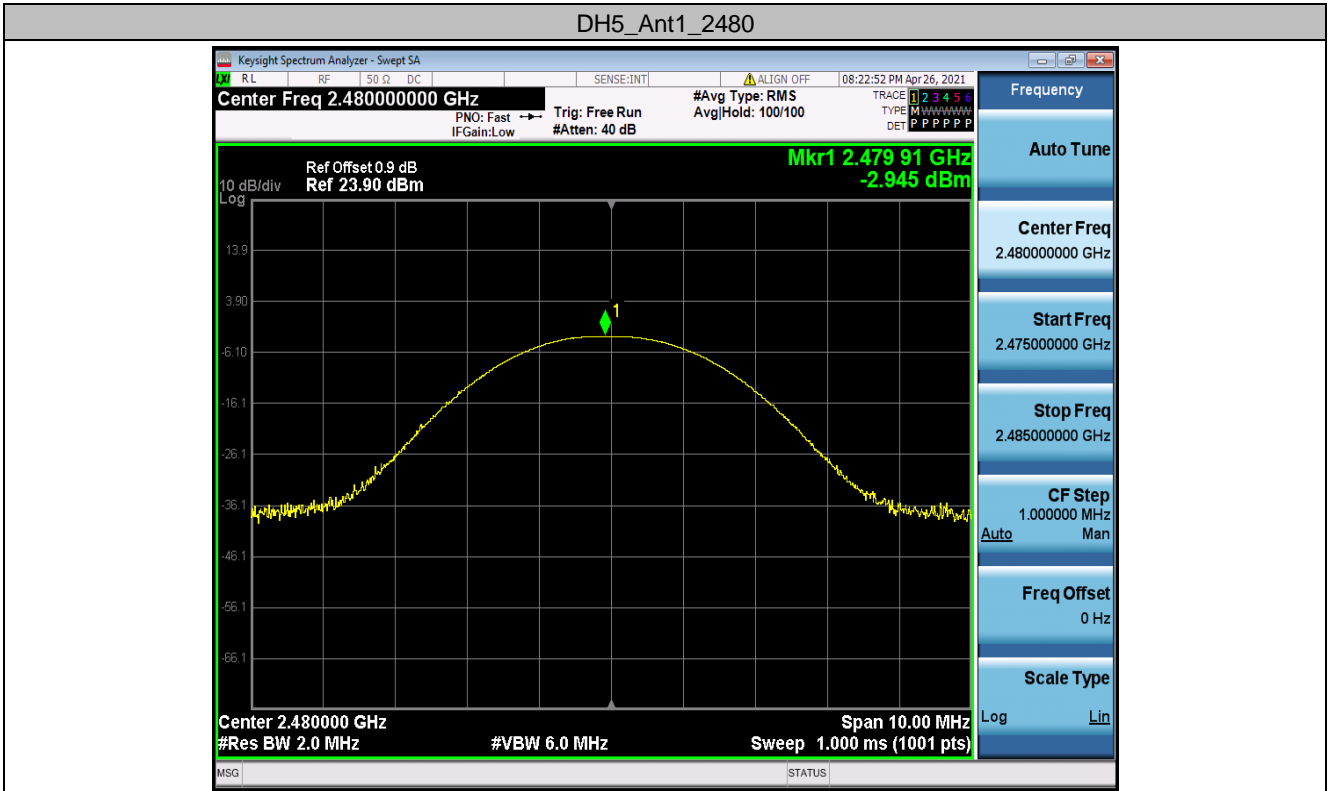 DH5_Ant1_2480
Keysight Spectrum Analyzer - Swept SA
LXI RL RF 50 Ω DC SENSE:INT ALIGN OFF 08:22:52 PM Apr 26, 2021
Center Freq 2.480000000 GHz
PNO: Fast
IFGain:Low
Trig: Free Run
#Atten: 40 dB
#Avg Type: RMS
Avg|Hold: 100/100
TRACE 1 2 3 4 5 6
TYPE M W W W W W
DET P P P P P P
Mkr1 2.479 91 GHz
-2.945 dBm
Ref Offset 0.9 dB
10 dB/div Ref 23.90 dBm
Log
13.9
3.90
-6.10
-16.1
-26.1
-36.1
-46.1
-56.1
-66.1
1
Center 2.480000 GHz Span 10.00 MHz
#Res BW 2.0 MHz #VBW 6.0 MHz Sweep 1.000 ms (1001 pts)
MSG STATUS
Frequency
Auto Tune
Center Freq
2.480000000 GHz
Start Freq
2.475000000 GHz
Stop Freq
2.485000000 GHz
CF Step
1.000000 MHz
Auto Man
Freq Offset
0 Hz
Scale Type
Log Lin